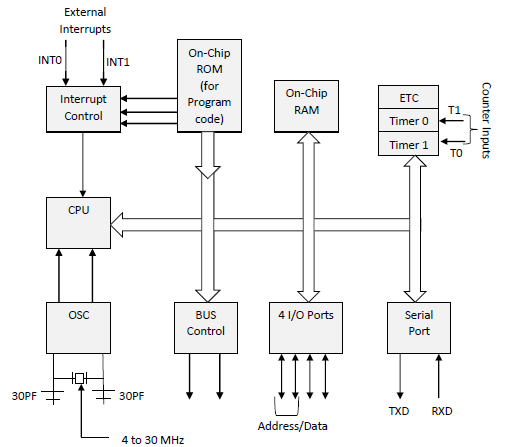 External
Interrupts
INT0
INT1
On-Chip
ROM
(for
Program
code)
Interrupt
Control
On-Chip
RAM
ETC
Timer 0
Timer 1
T1
T0
Counter Inputs
CPU
OSC
BUS
Control
4 I/O Ports
Serial
Port
30PF
30PF
4 to 30 MHz
Address/Data
TXD
RXD